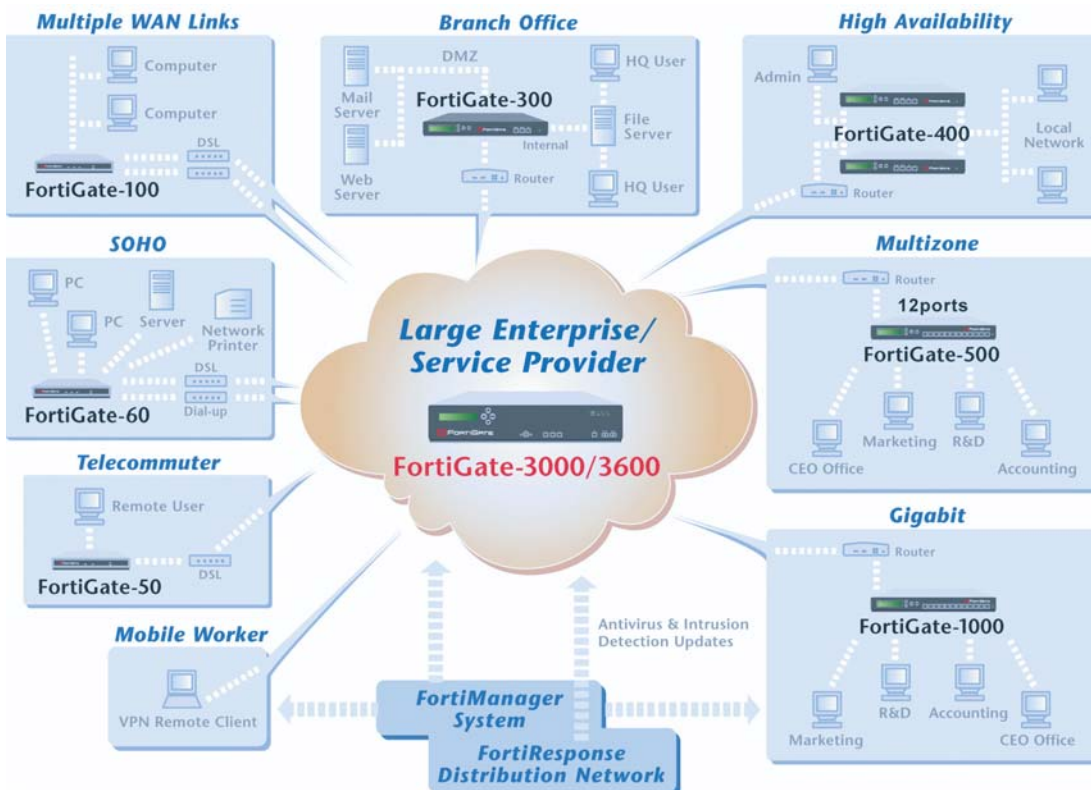 Multiple WAN Links
Computer
Computer
DSL
FortiGate-100
Branch Office
DMZ
Mail
Server
FortiGate-300
Internal
Web
Server
Router
HQ User
File
Server
HQ User
High Availability
Admin
FortiGate-400
Local
Network
Router
SOHO
PC
PC
Server
Network
Printer
DSL
Dial-up
FortiGate-60
Large Enterprise/
Service Provider
FORTIGATE
FortiGate-3000/3600
Multizone
Router
12ports
FortiGate-500
CEO Office
Marketing
R&D
Accounting
Telecommuter
Remote User
FortiGate-50
DSL
Gigabit
Router
FortiGate-1000
Marketing
R&D
Accounting
CEO Office
Mobile Worker
VPN Remote Client
Antivirus & Intrusion
Detection Updates
FortiManager
System
FortiResponse
Distribution Network